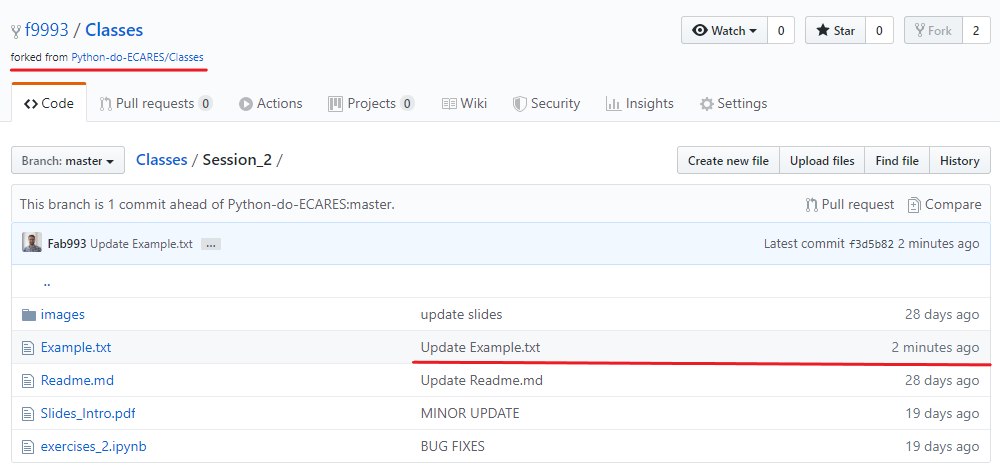 f9993 / Classes
Watch 0 Star 0 Fork 2
forked from Python-do-ECARES/Classes
Code Pull requests 0 Actions Projects 0 Wiki Security Insights Settings
Branch: master Classes / Session_2 / Create new file Upload files Find file History
This branch is 1 commit ahead of Python-do-ECARES:master. Pull request Compare
Fab993 Update Example.txt ... Latest commit f3d5b82 2 minutes ago
..
images update slides 28 days ago
Example.txt Update Example.txt 2 minutes ago
Readme.md Update Readme.md 28 days ago
Slides_Intro.pdf MINOR UPDATE 19 days ago
exercises_2.ipynb BUG FIXES 19 days ago